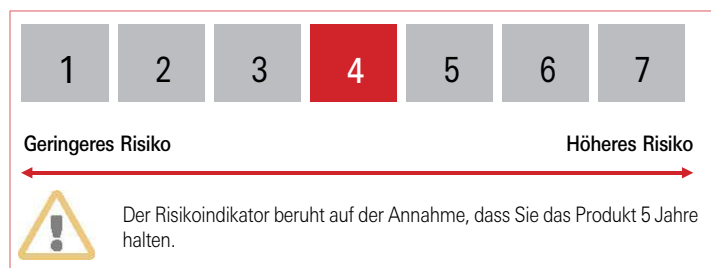 1 2 3 4 5 6 7
Geringeres Risiko Höheres Risiko
Der Risikoindikator beruht auf der Annahme, dass Sie das Produkt 5 Jahre
halten.